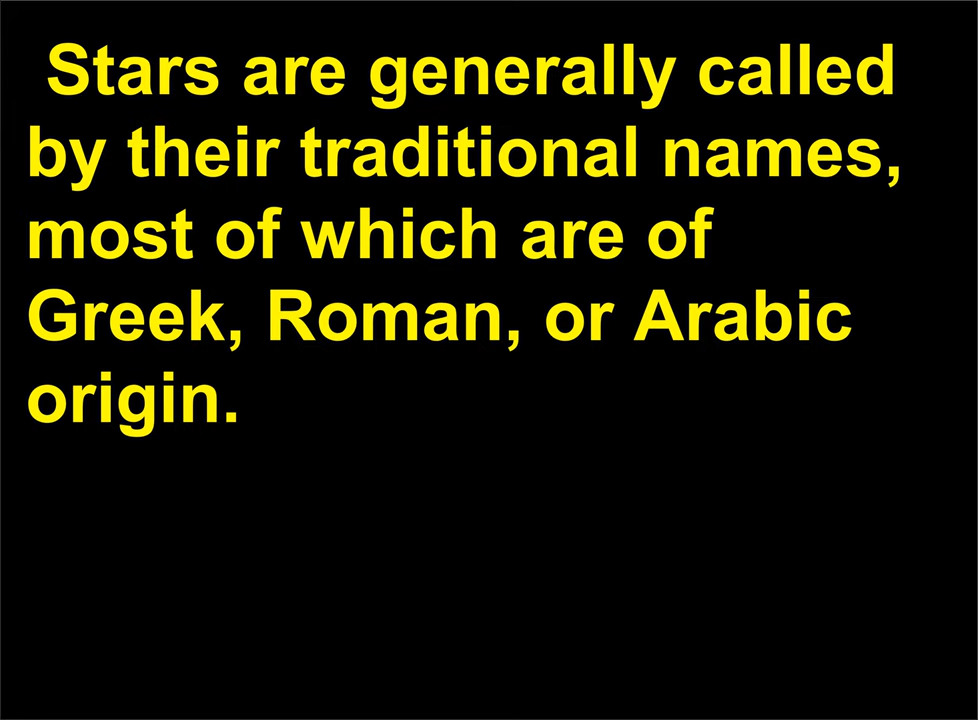 Stars are generally called
by their traditional names,
most of which are of
Greek, Roman, or Arabic
origin.